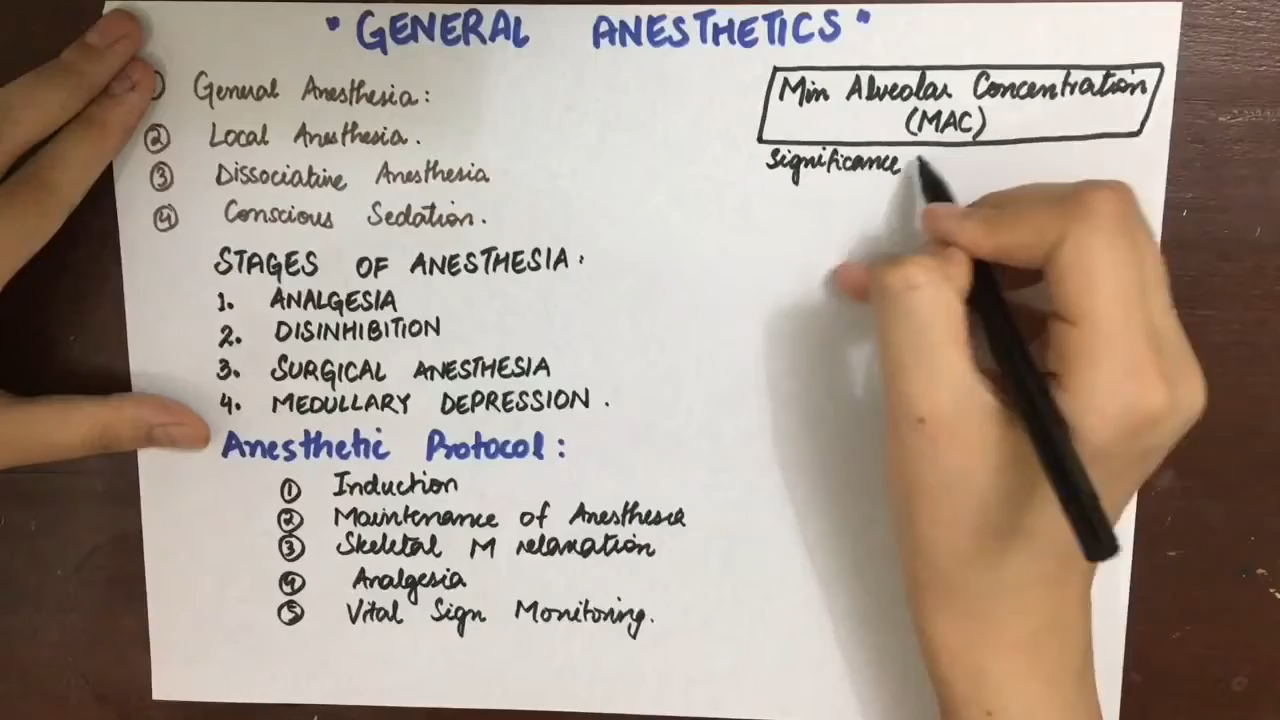 "GENERAL ANESTHETICS"
① General Anesthesia:
② Local Anesthesia.
③ Dissociative Anesthesia
④ Conscious Sedation.
STAGES OF ANESTHESIA:
1. ANALGESIA
2. DISINHIBITION
3. SURGICAL ANESTHESIA
4. MEDULLARY DEPRESSION.
Anesthetic Protocol:
① Induction
② Maintenance of Anesthesia
③ Skeletal M relaxation
④ Analgesia
⑤ Vital Sign Monitoring.
Min Alveolar Concentration
(MAC)
Significance